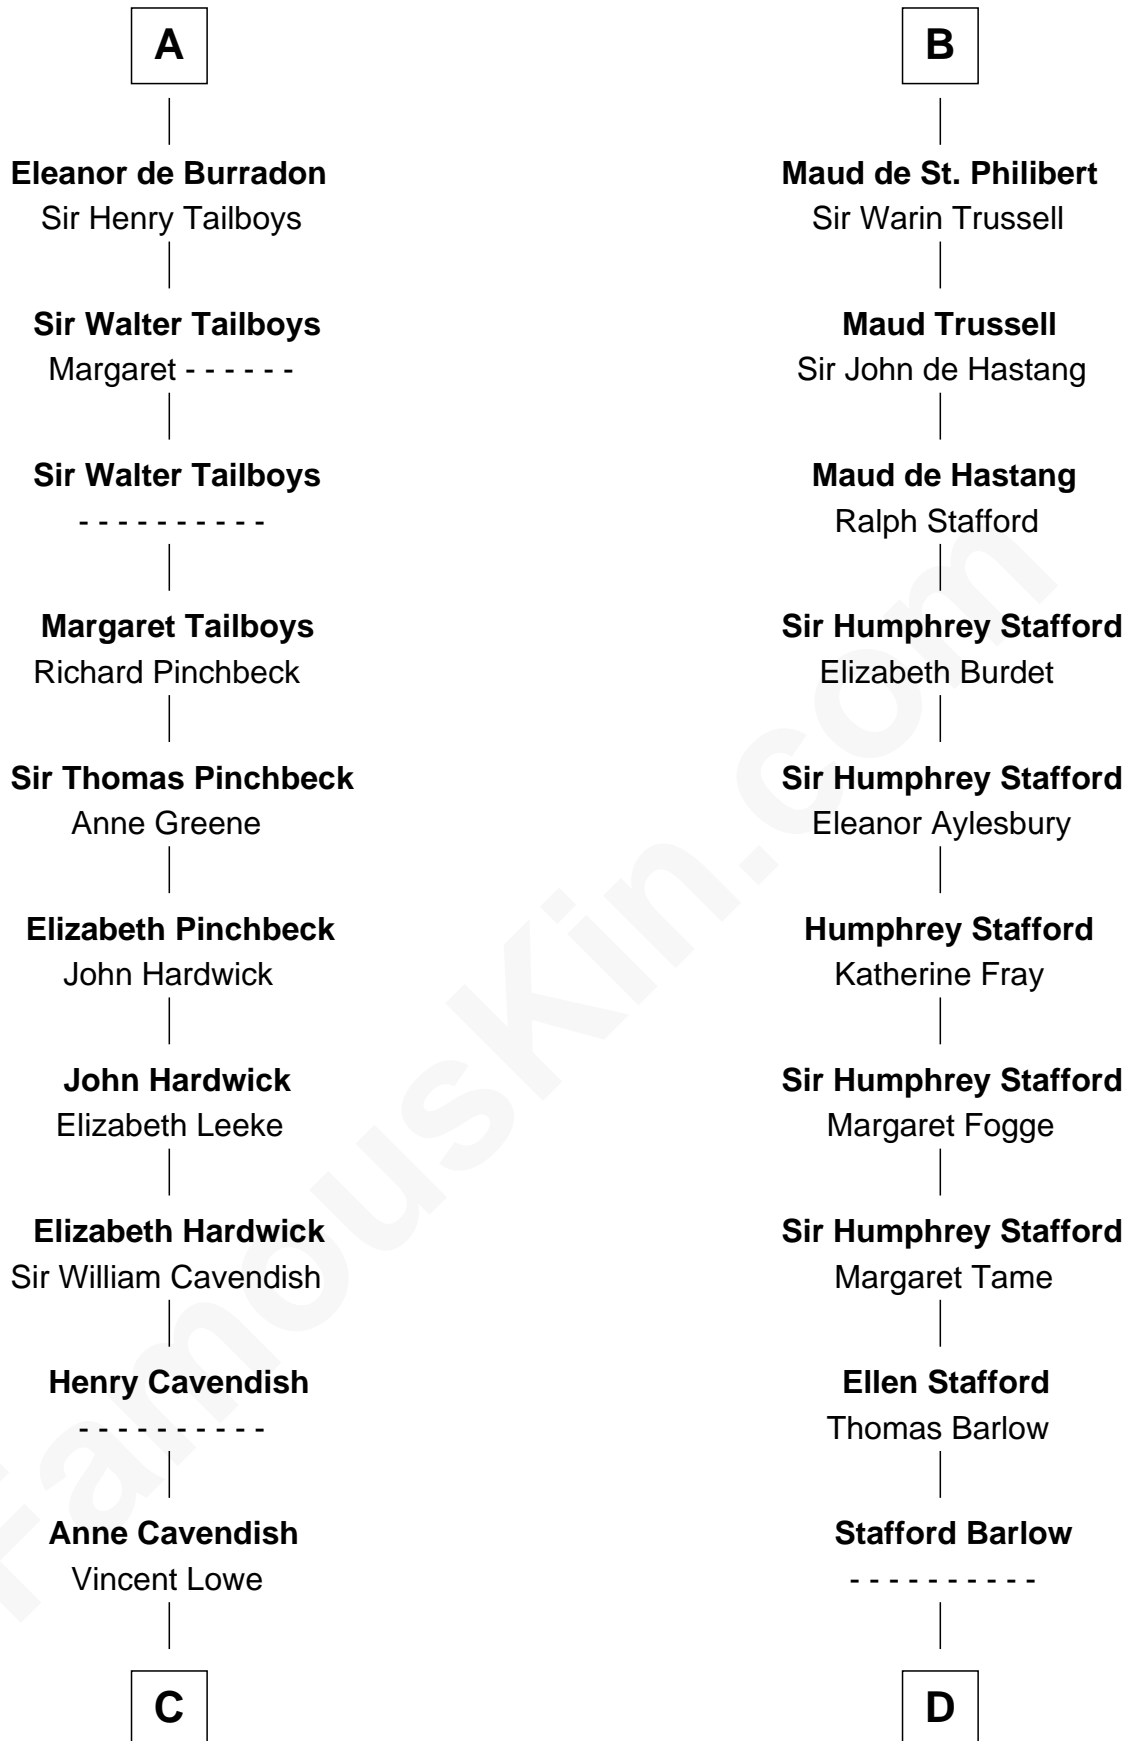 A
Eleanor de Burradon
Sir Henry Tailboys
Sir Walter Tailboys
Margaret - - - - - -
Sir Walter Tailboys
- - - - - - - - - -
Margaret Tailboys
Richard Pinchbeck
Sir Thomas Pinchbeck
Anne Greene
Elizabeth Pinchbeck
John Hardwick
John Hardwick
Elizabeth Leeke
Elizabeth Hardwick
Sir William Cavendish
Henry Cavendish
- - - - - - - - - -
Anne Cavendish
Vincent Lowe
C
B
Maud de St. Philibert
Sir Warin Trussell
Maud Trussell
Sir John de Hastang
Maud de Hastang
Ralph Stafford
Sir Humphrey Stafford
Elizabeth Burdet
Sir Humphrey Stafford
Eleanor Aylesbury
Humphrey Stafford
Katherine Fray
Sir Humphrey Stafford
Margaret Fogge
Sir Humphrey Stafford
Margaret Tame
Ellen Stafford
Thomas Barlow
Stafford Barlow
- - - - - - - - - -
D
FamousKin.com